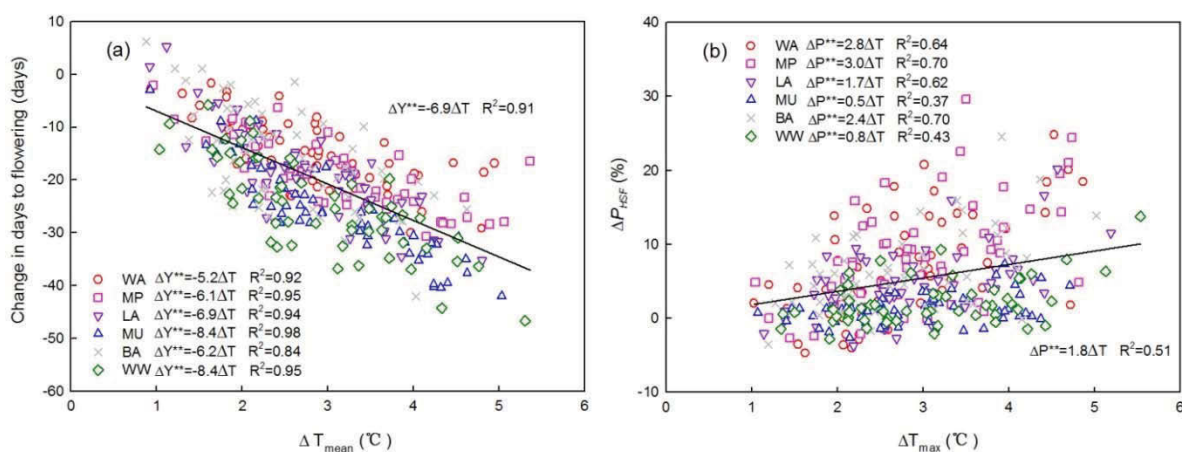 (a)
ΔY**=-6.9ΔT R²=0.91
WA ΔY**=-5.2ΔT R²=0.92
MP ΔY**=-6.1ΔT R²=0.95
LA ΔY**=-6.9ΔT R²=0.94
MU ΔY**=-8.4ΔT R²=0.98
BA ΔY**=-6.2ΔT R²=0.84
WW ΔY**=-8.4ΔT R²=0.95
Change in days to flowering (days)
10
0
-10
-20
-30
-40
-50
-60
0 1 2 3 4 5 6
Δ Tmean (℃)
(b)
WA ΔP**=2.8ΔT R²=0.64
MP ΔP**=3.0ΔT R²=0.70
LA ΔP**=1.7ΔT R²=0.62
MU ΔP**=0.5ΔT R²=0.37
BA ΔP**=2.4ΔT R²=0.70
WW ΔP**=0.8ΔT R²=0.43
ΔP**=1.8ΔT R²=0.51
ΔPHSF (%)
40
30
20
10
0
-10
0 1 2 3 4 5 6
ΔTmax (℃)